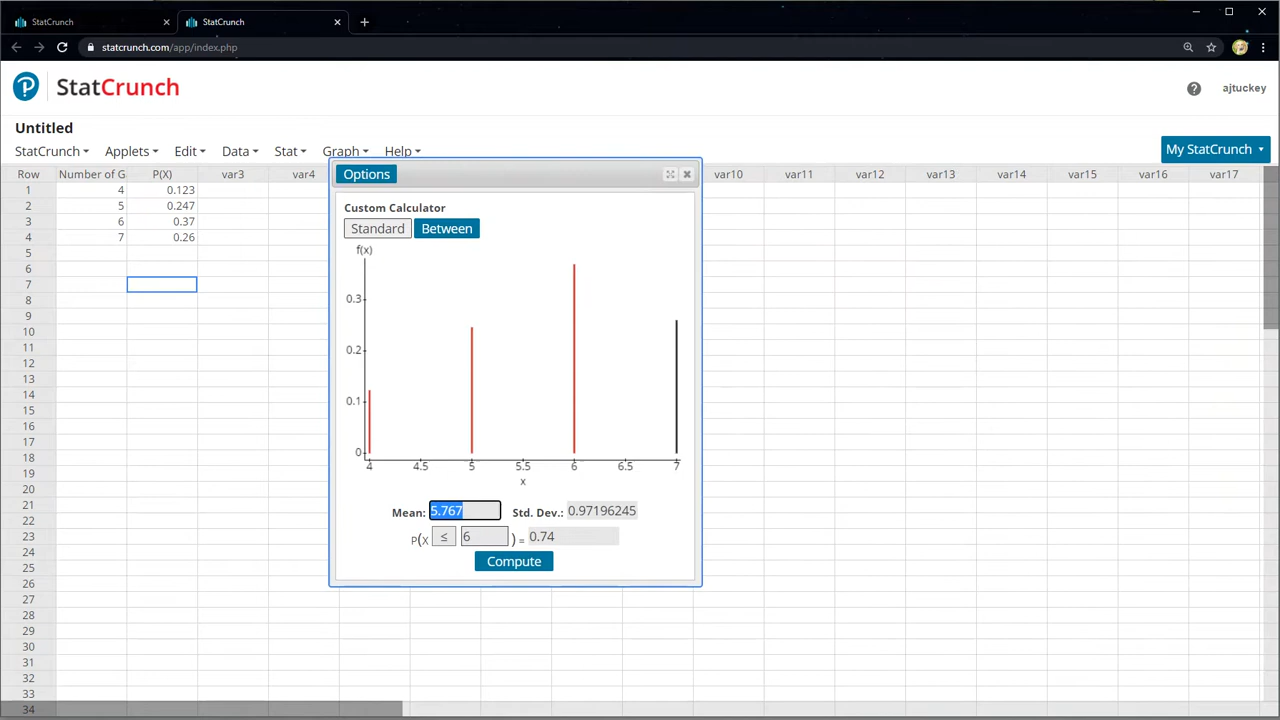 StatCrunch
StatCrunch
statcrunch.com/app/index.php
StatCrunch
ajtuckey
Untitled
StatCrunch Applets Edit Data Stat Graph Help
My StatCrunch
Row Number of G P(X) var3 var4 var10 var11 var12 var13 var14 var15 var16 var17
1 4 0.123
2 5 0.247
3 6 0.37
4 7 0.26
5
6
7
8
9
10
11
12
13
14
15
16
17
18
19
20
21
22
23
24
25
26
27
28
29
30
31
32
33
34
Options
Custom Calculator
Standard Between
f(x)
0.3
0.2
0.1
0
4 4.5 5 5.5 6 6.5 7
x
Mean: 5.767 Std. Dev.: 0.97196245
P(X ≤ 6 ) = 0.74
Compute